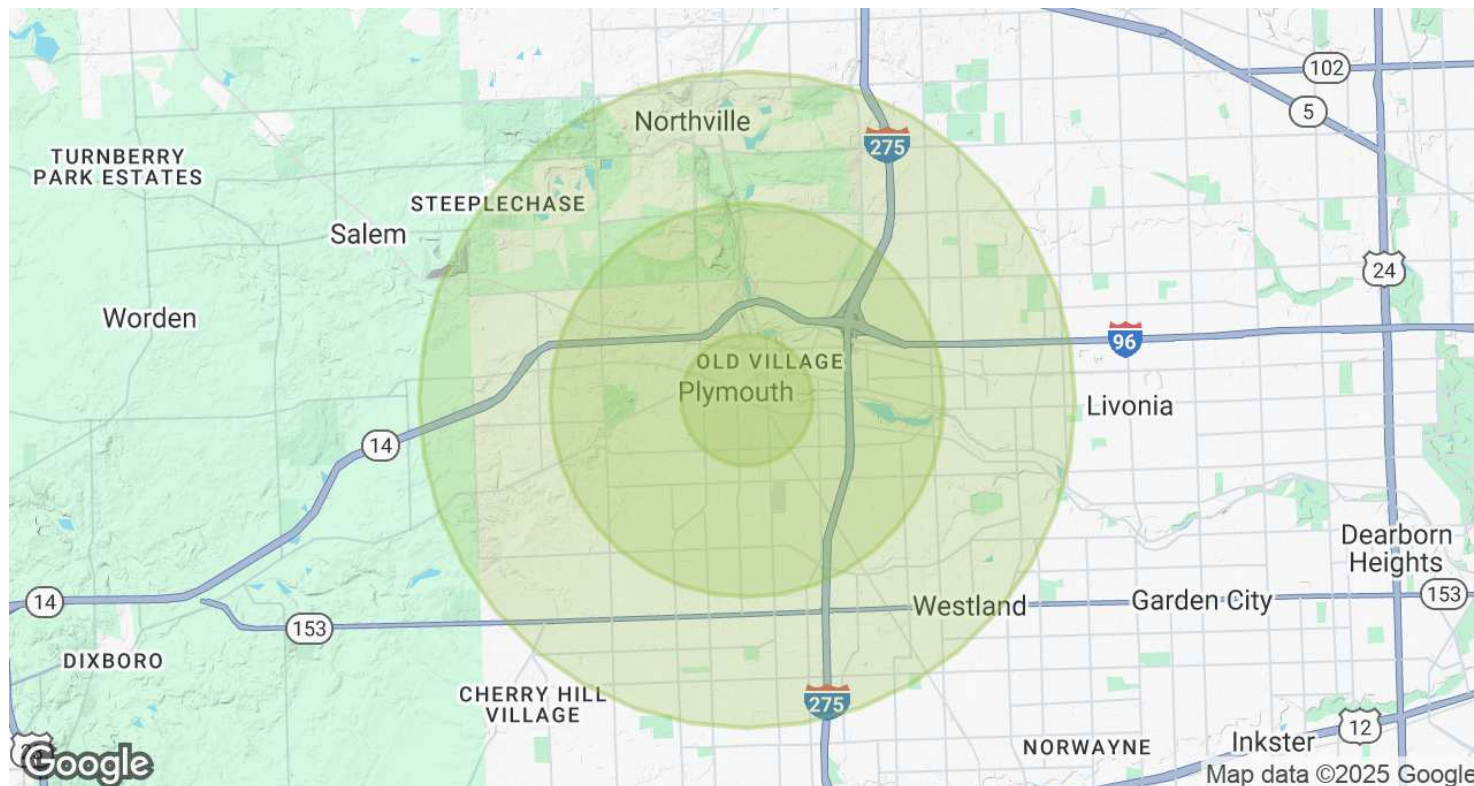 102
5
Northville
275
TURNBERRY
PARK ESTATES
STEEPLECHASE
Salem
24
Worden
96
OLD VILLAGE
Plymouth
Livonia
14
Dearborn
Heights
14
153
Westland
Garden City
153
DIXBORO
CHERRY HILL
VILLAGE
275
12
NORWAYNE
Inkster
Google
Map data ©2025 Google